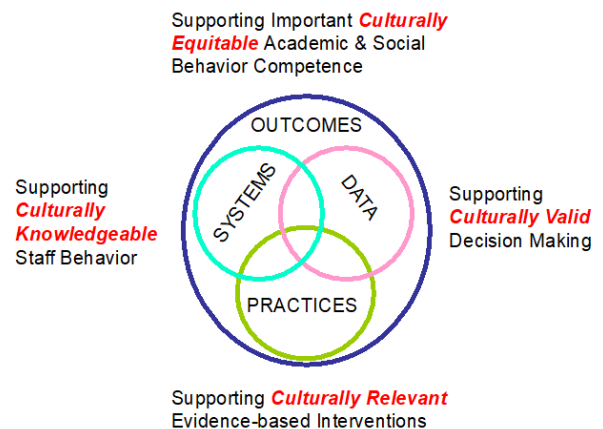 Supporting Important Culturally
Equitable Academic & Social
Behavior Competence
OUTCOMES
SYSTEMS
DATA
PRACTICES
Supporting
Culturally
Knowledgeable
Staff Behavior
Supporting
Culturally Valid
Decision Making
Supporting Culturally Relevant
Evidence-based Interventions